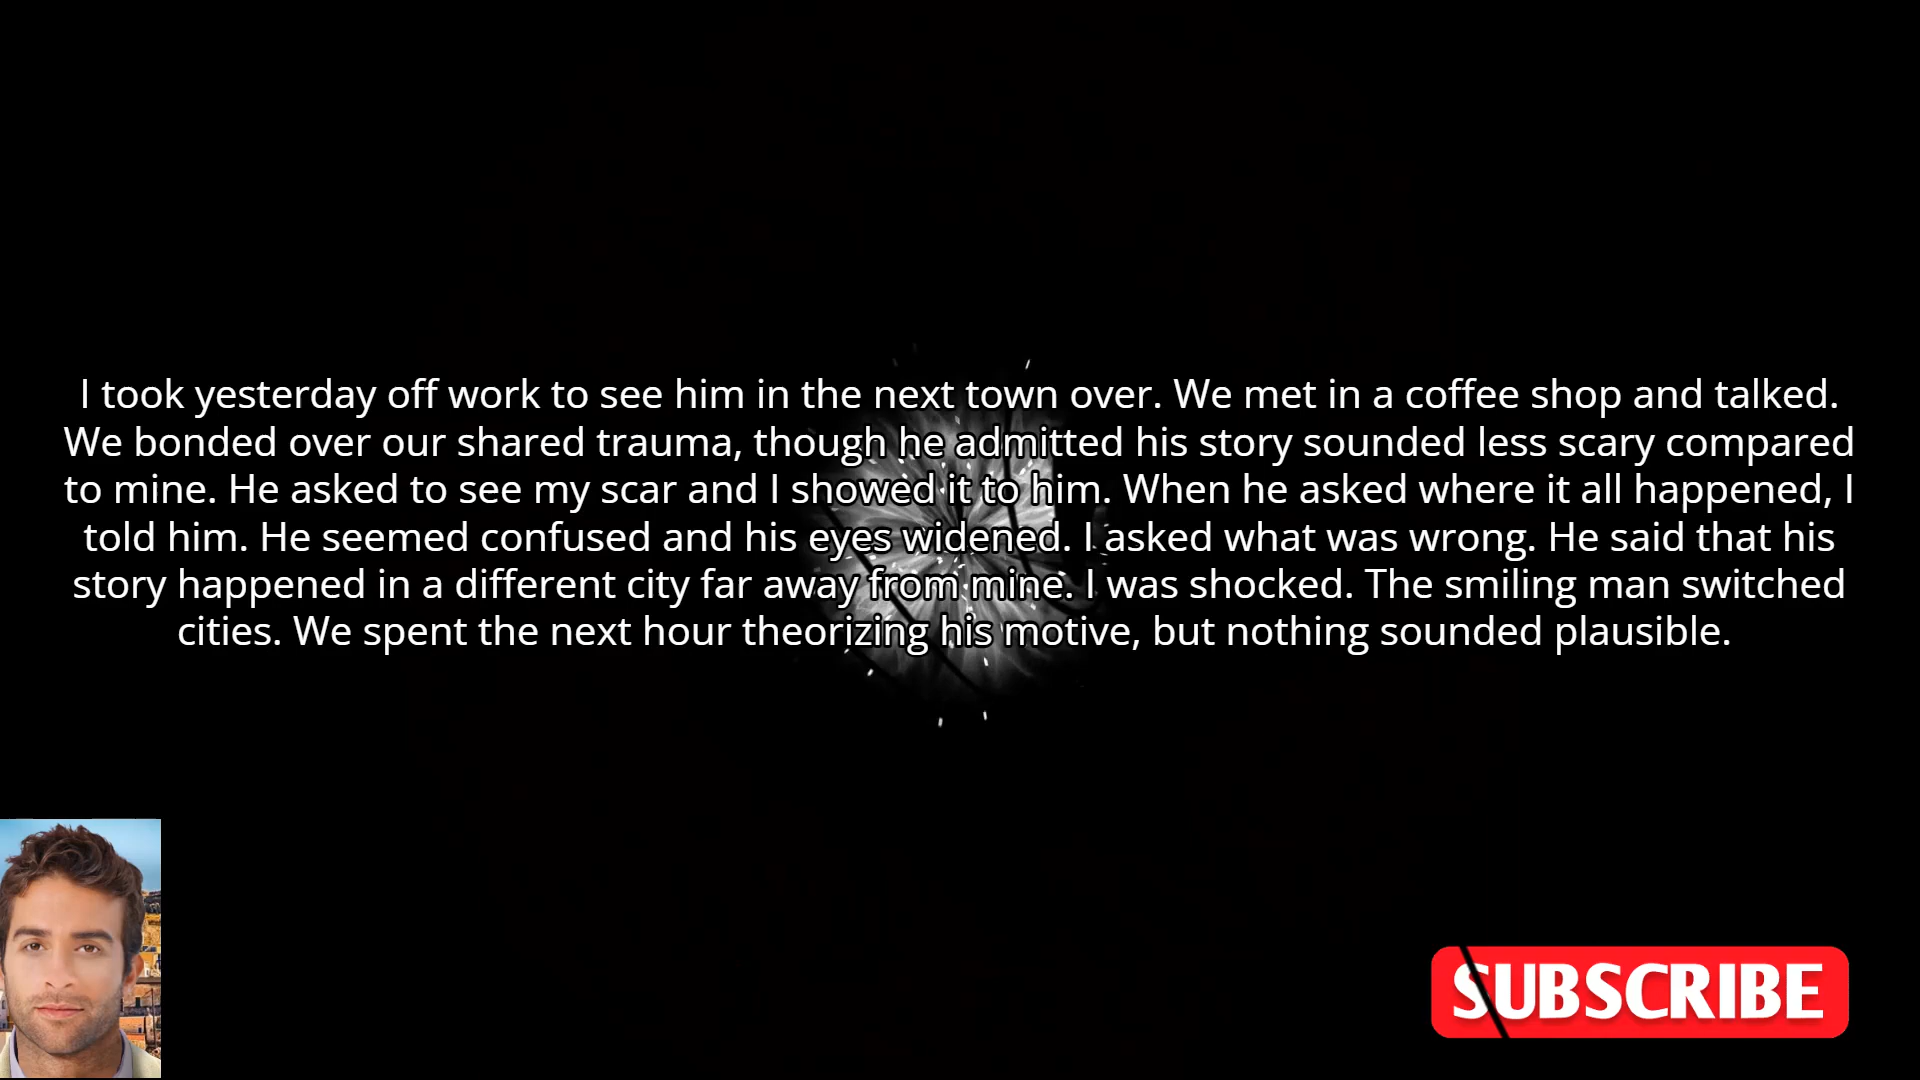 I took yesterday off work to see him in the next town over. We met in a coffee shop and talked.
We bonded over our shared trauma, though he admitted his story sounded less scary compared
to mine. He asked to see my scar and I showed it to him. When he asked where it all happened, I
told him. He seemed confused and his eyes widened. I asked what was wrong. He said that his
story happened in a different city far away from mine. I was shocked. The smiling man switched
cities. We spent the next hour theorizing his motive, but nothing sounded plausible.
SUBSCRIBE